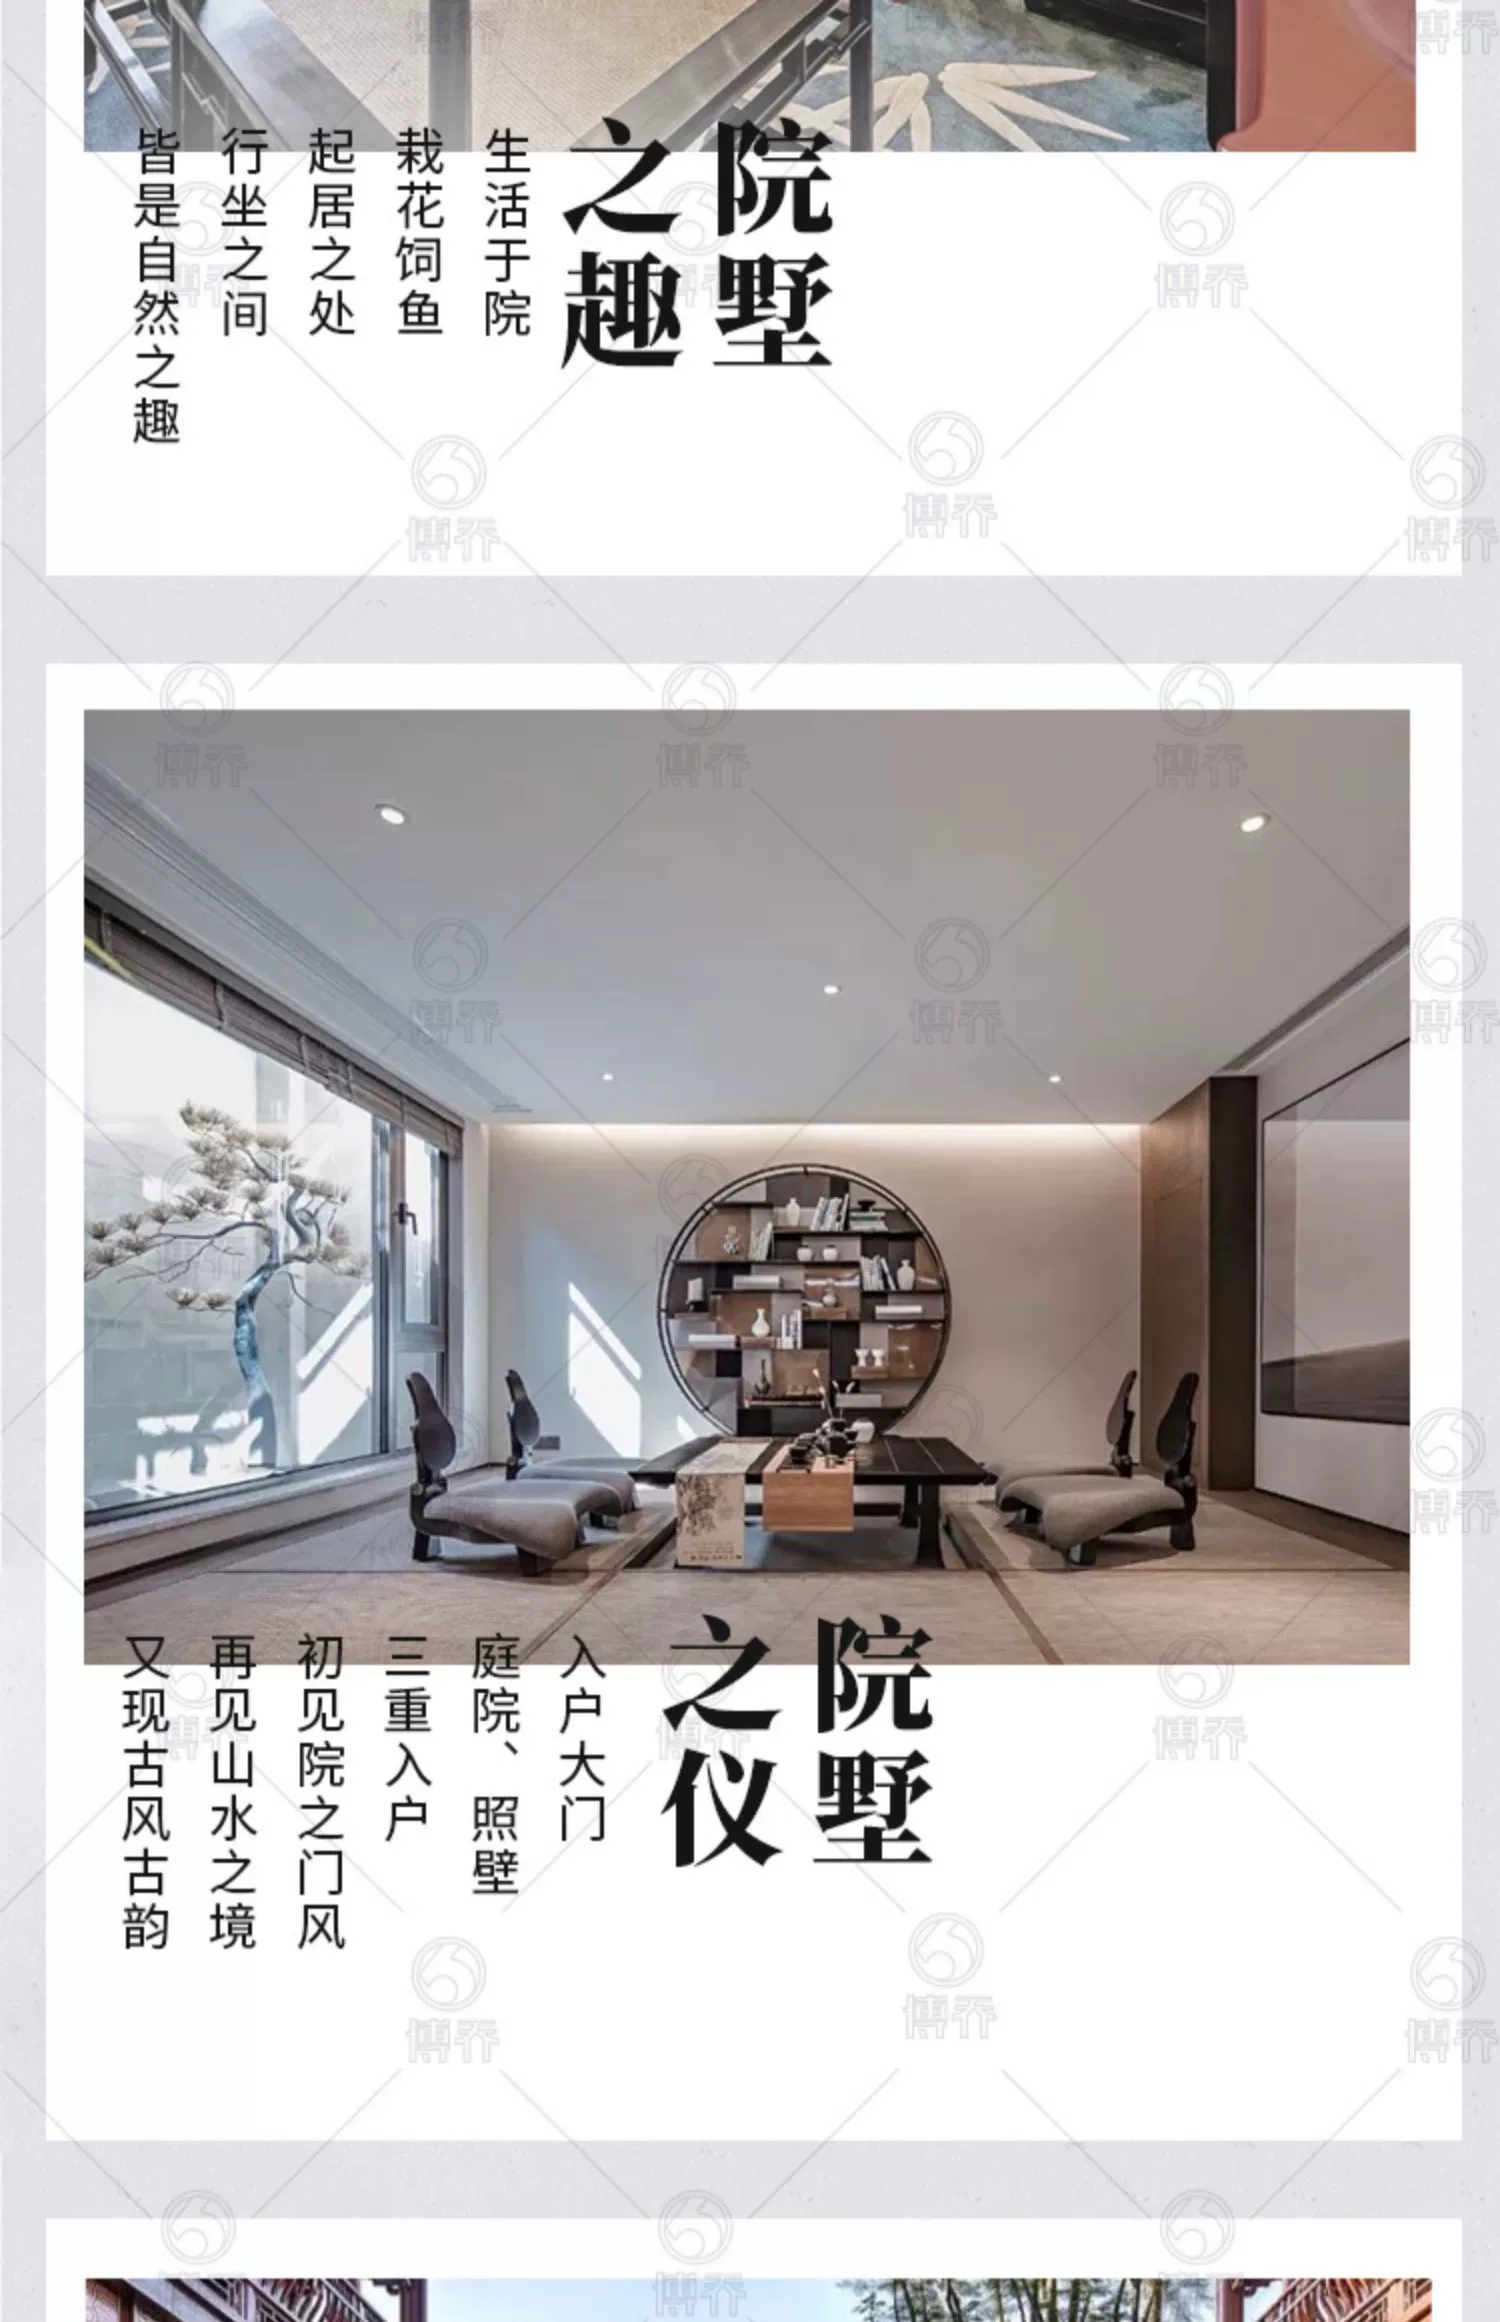 院墅
之趣
生活于院
栽花饲鱼
起居之处
行坐之间
皆是自然之趣
院墅
之仪
入户大门
庭院、照壁
三重入户
初见院之门风
再见山水之境
又现古风古韵
博乔